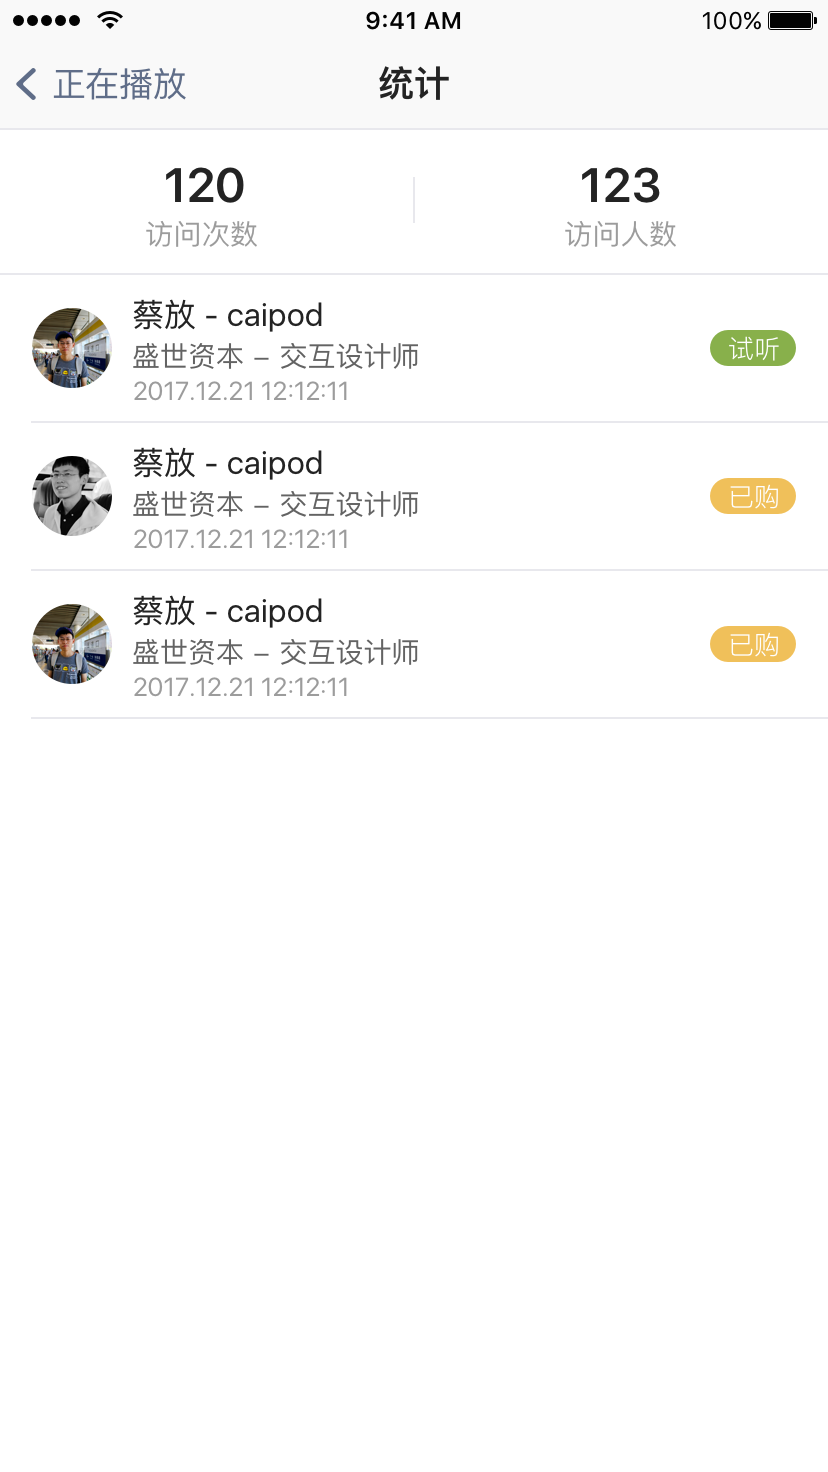 9:41 AM 100%
正在播放 统计
120 123
访问次数 访问人数
蔡放 - caipod
盛世资本 – 交互设计师
2017.12.21 12:12:11
试听
蔡放 - caipod
盛世资本 – 交互设计师
2017.12.21 12:12:11
已购
蔡放 - caipod
盛世资本 – 交互设计师
2017.12.21 12:12:11
已购